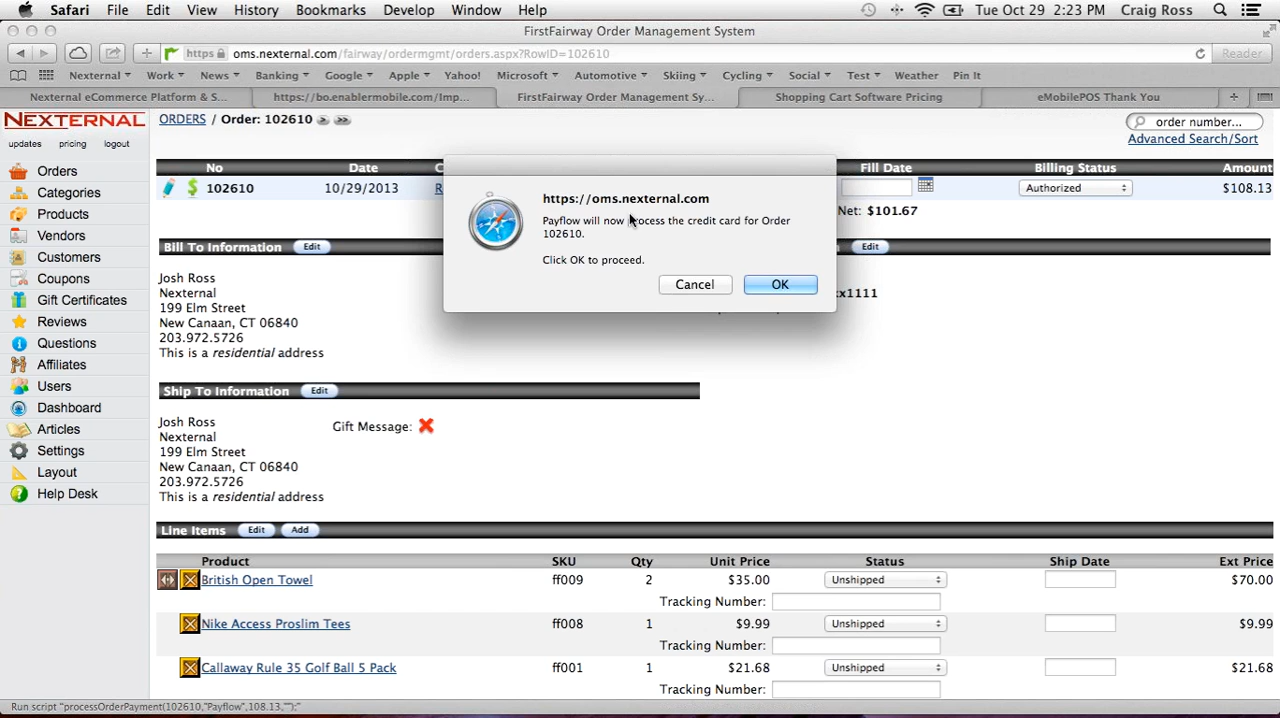 Safari File Edit View History Bookmarks Develop Window Help Tue Oct 29 2:23 PM Craig Ross
FirstFairway Order Management System
https oms.nexternal.com/fairway/ordermgmt/orders.aspx?RowID=102610 Reader
Nexternal Work News Banking Google Apple Yahoo! Microsoft Automotive Skiing Cycling Social Test Weather Pin It
Nexternal eCommerce Platform & S... https://bo.enablermobile.com/Imp... FirstFairway Order Management Sy... Shopping Cart Software Pricing eMobilePOS Thank You
NEXTERNAL
updates pricing logout
Orders
Categories
Products
Vendors
Customers
Coupons
Gift Certificates
Reviews
Questions
Affiliates
Users
Dashboard
Articles
Settings
Layout
Help Desk
ORDERS / Order: 102610 > >>
order number...
Advanced Search/Sort
No Date Fill Date Billing Status Amount
102610 10/29/2013 Authorized $108.13
Net: $101.67
https://oms.nexternal.com
Payflow will now process the credit card for Order
102610.
Click OK to proceed.
Cancel OK
Bill To Information Edit Edit
Josh Ross
Nexternal
199 Elm Street
New Canaan, CT 06840
203.972.5726
This is a residential address
x1111
Ship To Information Edit
Josh Ross
Nexternal
199 Elm Street
New Canaan, CT 06840
203.972.5726
This is a residential address
Gift Message:
Line Items Edit Add
Product SKU Qty Unit Price Status Ship Date Ext Price
British Open Towel ff009 2 $35.00 Unshipped $70.00
Tracking Number:
Nike Access Proslim Tees ff008 1 $9.99 Unshipped $9.99
Tracking Number:
Callaway Rule 35 Golf Ball 5 Pack ff001 1 $21.68 Unshipped $21.68
Tracking Number:
Run script "processOrderPayment(102610,"Payflow",108.13,"");"